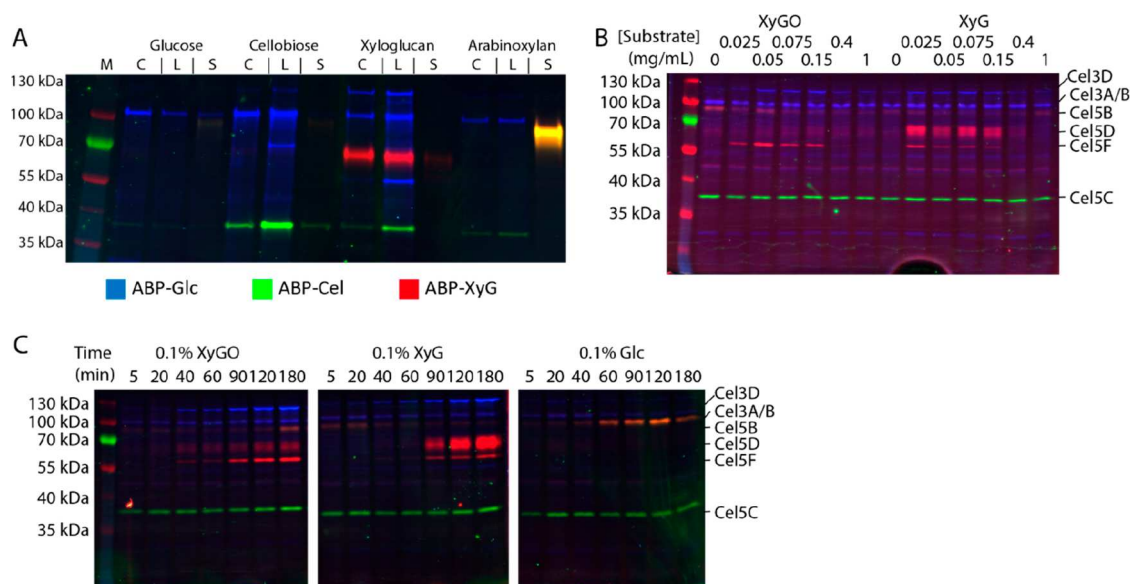 A
Glucose Cellobiose Xyloglucan Arabinoxylan
M C L S C L S C L S C L S
130 kDa
100 kDa
70 kDa
55 kDa
40 kDa
35 kDa
ABP-Glc ABP-Cel ABP-XyG
B
XyGO XyG
[Substrate] 0.025 0.075 0.4 0.025 0.075 0.4
(mg/mL) 0 0.05 0.15 1 0 0.05 0.15 1
130 kDa
100 kDa
70 kDa
55 kDa
40 kDa
35 kDa
Cel3D
Cel3A/B
Cel5B
Cel5D
Cel5F
Cel5C
C
Time 0.1% XyGO 0.1% XyG 0.1% Glc
(min) 5 20 40 60 90 120 180 5 20 40 60 90 120 180 5 20 40 60 90 120 180
130 kDa
100 kDa
70 kDa
55 kDa
40 kDa
35 kDa
Cel3D
Cel3A/B
Cel5B
Cel5D
Cel5F
Cel5C